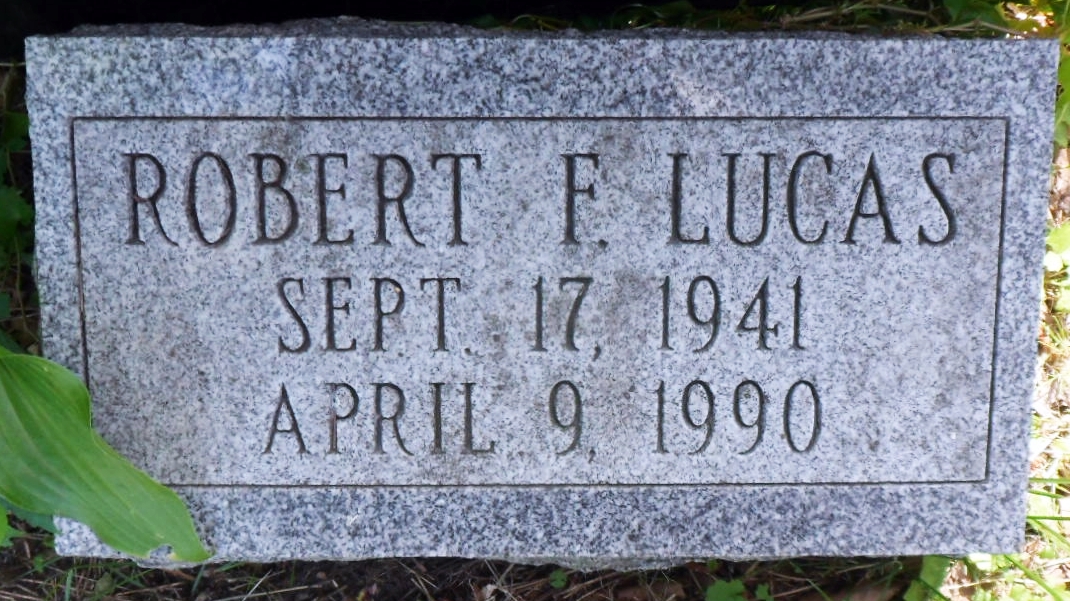 ROBERT F. LUCAS
SEPT. 17, 1941
APRIL 9, 1990